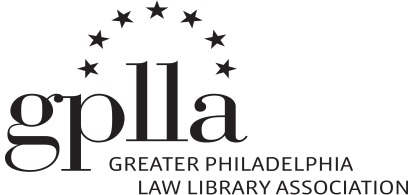 gplla
GREATER PHILADELPHIA
LAW LIBRARY ASSOCIATION